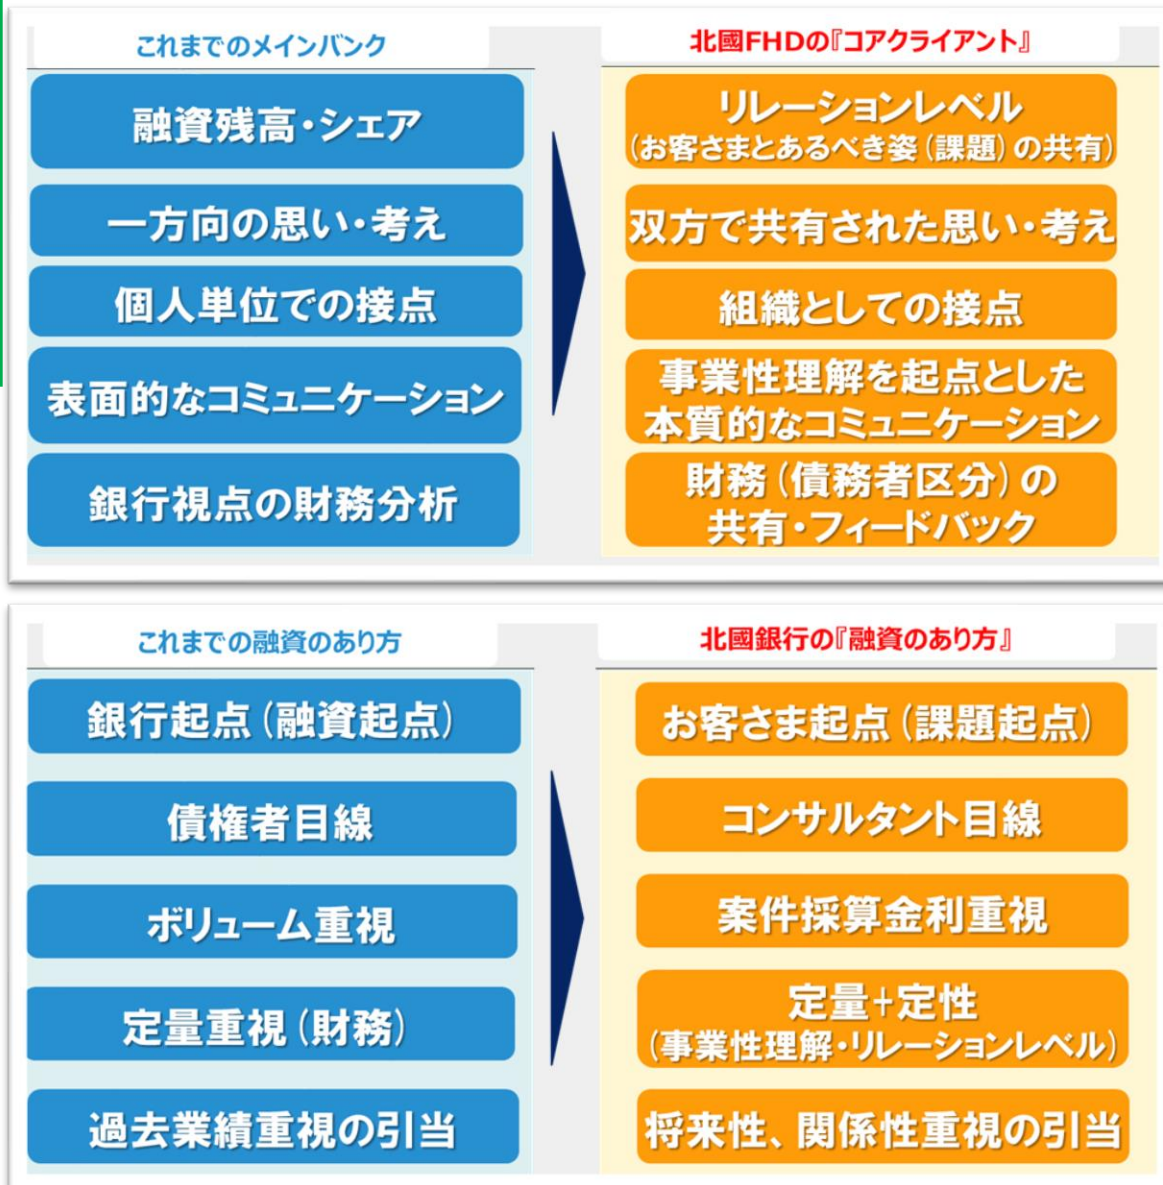 これまでのメインバンク
融資残高・シェア
一方向の思い・考え
個人単位での接点
表面的なコミュニケーション
銀行視点の財務分析
北國FHDの『コアクライアント』
リレーションレベル
(お客さまとあるべき姿(課題)の共有)
双方で共有された思い・考え
組織としての接点
事業性理解を起点とした
本質的なコミュニケーション
財務(債務者区分)の
共有・フィードバック
これまでの融資のあり方
銀行起点(融資起点)
債権者目線
ボリューム重視
定量重視(財務)
過去業績重視の引当
北國銀行の『融資のあり方』
お客さま起点(課題起点)
コンサルタント目線
案件採算金利重視
定量+定性
(事業性理解・リレーションレベル)
将来性、関係性重視の引当